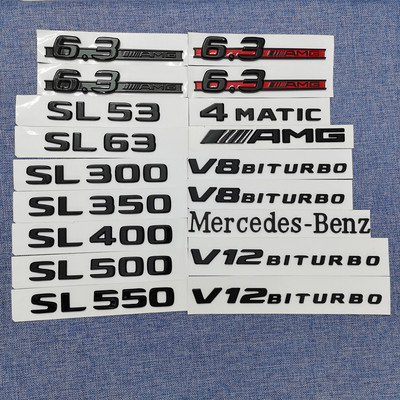 6.3 AMG
6.3 AMG
SL 53
SL 63
SL 300
SL 350
SL 400
SL 500
SL 550
6.3 AMG
6.3 AMG
4 MATIC
AMG
V8 BITURBO
V8 BITURBO
Mercedes-Benz
V12 BITURBO
V12 BITURBO